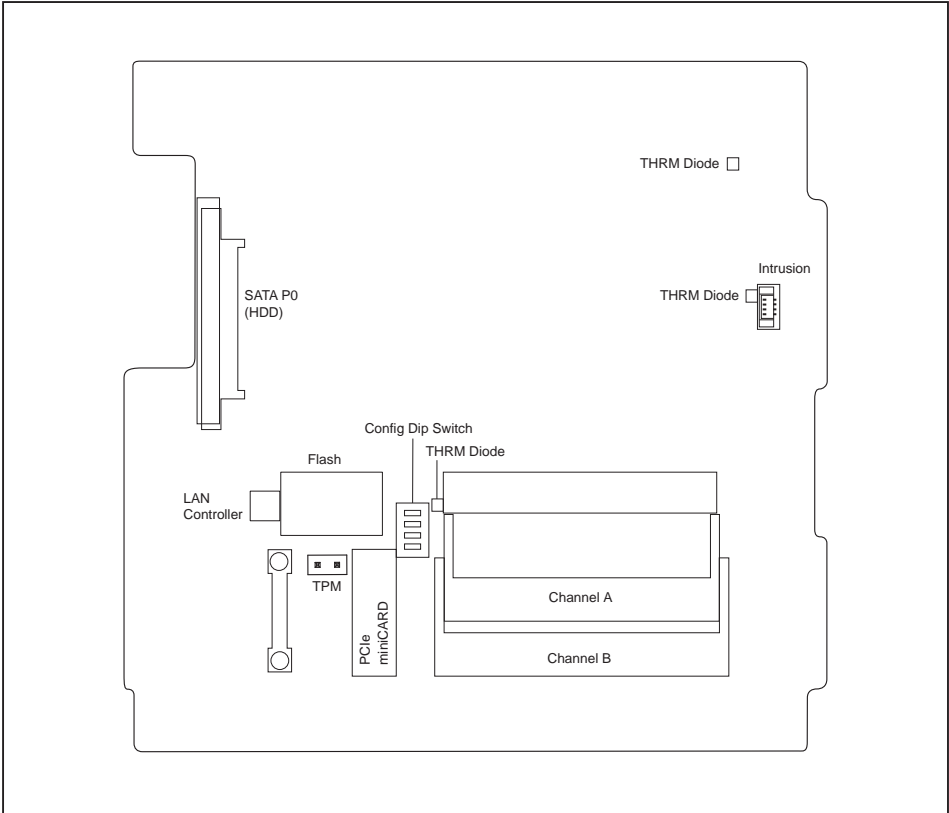 THRM Diode
Intrusion
THRM Diode
SATA P0
(HDD)
Config Dip Switch
THRM Diode
Flash
LAN
Controller
TPM
PCIe
miniCARD
Channel A
Channel B